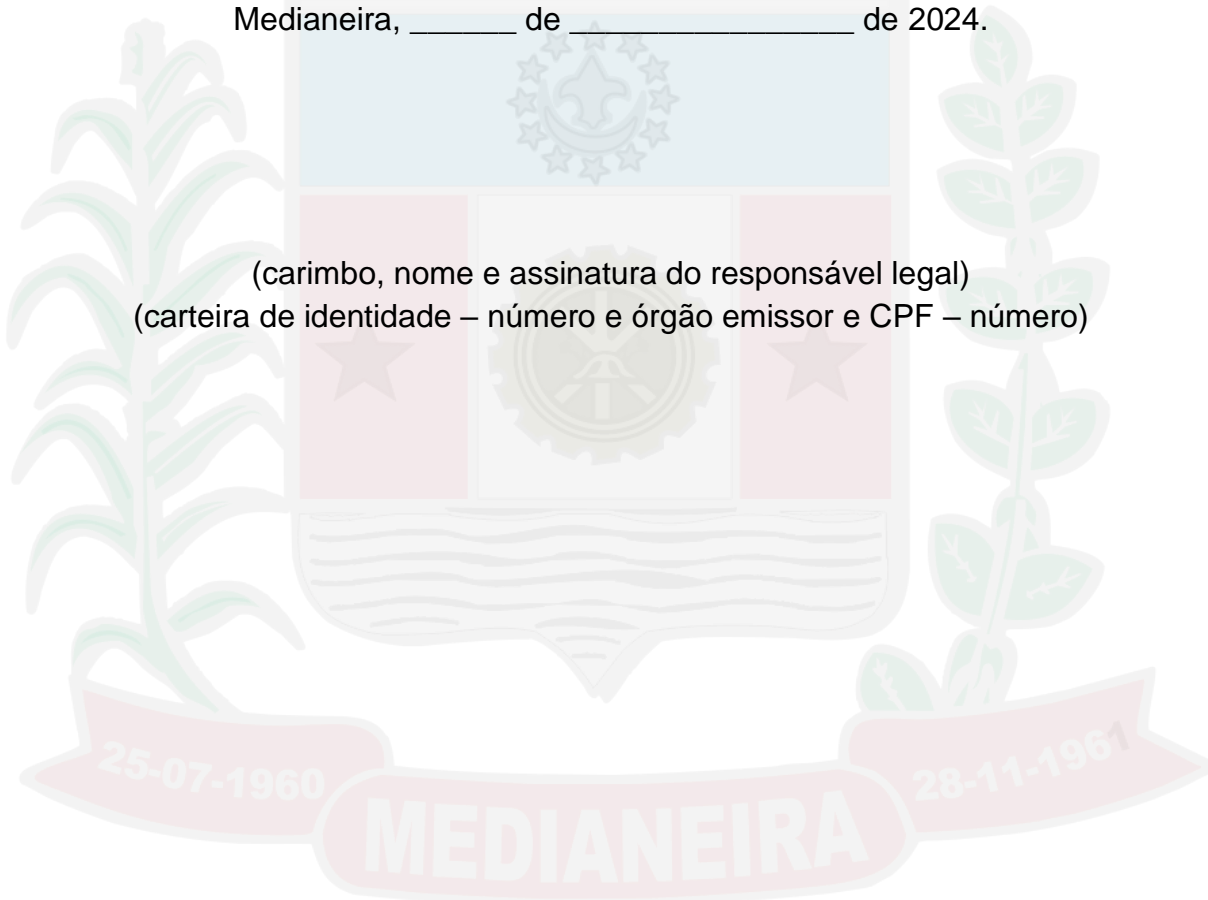 Medianeira, ______ de ________________ de 2024.
(carimbo, nome e assinatura do responsável legal)
(carteira de identidade – número e órgão emissor e CPF – número)
25-07-1960
28-11-1961
MEDIANEIRA